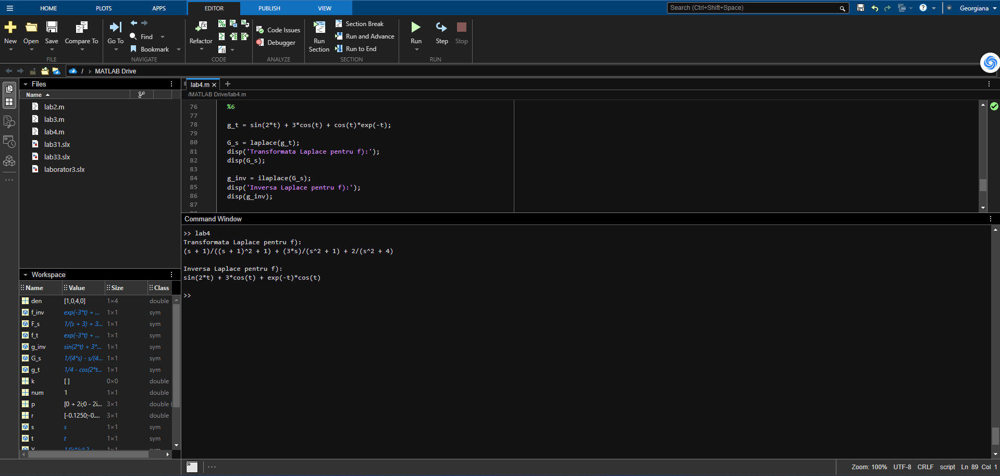 HOME PLOTS APPS EDITOR PUBLISH VIEW Search (Ctrl+Shift+Space) Georgiana
New Open Save Compare To Go To Find Bookmark Refactor Code Issues Debugger Run Section Section Break Run and Advance Run to End Run Step Stop
FILE NAVIGATE CODE ANALYZE SECTION RUN
/ > MATLAB Drive
Files
Name
lab2.m
lab3.m
lab4.m
lab31.slx
lab33.slx
laborator3.slx
Workspace
Name Value Size Class
den [1,0,4,0] 1×4 double
f_inv exp(-3*t) + ... 1×1 sym
F_s 1/(s + 3) + 3... 1×1 sym
f_t exp(-3*t) + ... 1×1 sym
g_inv sin(2*t) + 3*... 1×1 sym
G_s 1/(4*s) - s/(4... 1×1 sym
g_t 1/4 - cos(2*t... 1×1 sym
k [ ] 0×0 double
num 1 1×1 double
p [0 + 2i;0 - 2i... 3×1 double (
r [-0.1250;-0.... 3×1 double
s s 1×1 sym
t t 1×1 sym
lab4.m
/MATLAB Drive/lab4.m
76 %6
77
78 g_t = sin(2*t) + 3*cos(t) + cos(t)*exp(-t);
79
80 G_s = laplace(g_t);
81 disp('Transformata Laplace pentru f):');
82 disp(G_s);
83
84 g_inv = ilaplace(G_s);
85 disp('Inversa Laplace pentru f):');
86 disp(g_inv);
87
Command Window
>> lab4
Transformata Laplace pentru f):
(s + 1)/((s + 1)^2 + 1) + (3*s)/(s^2 + 1) + 2/(s^2 + 4)
Inversa Laplace pentru f):
sin(2*t) + 3*cos(t) + exp(-t)*cos(t)
>>
Zoom: 100% UTF-8 CRLF script Ln 89 Col 1